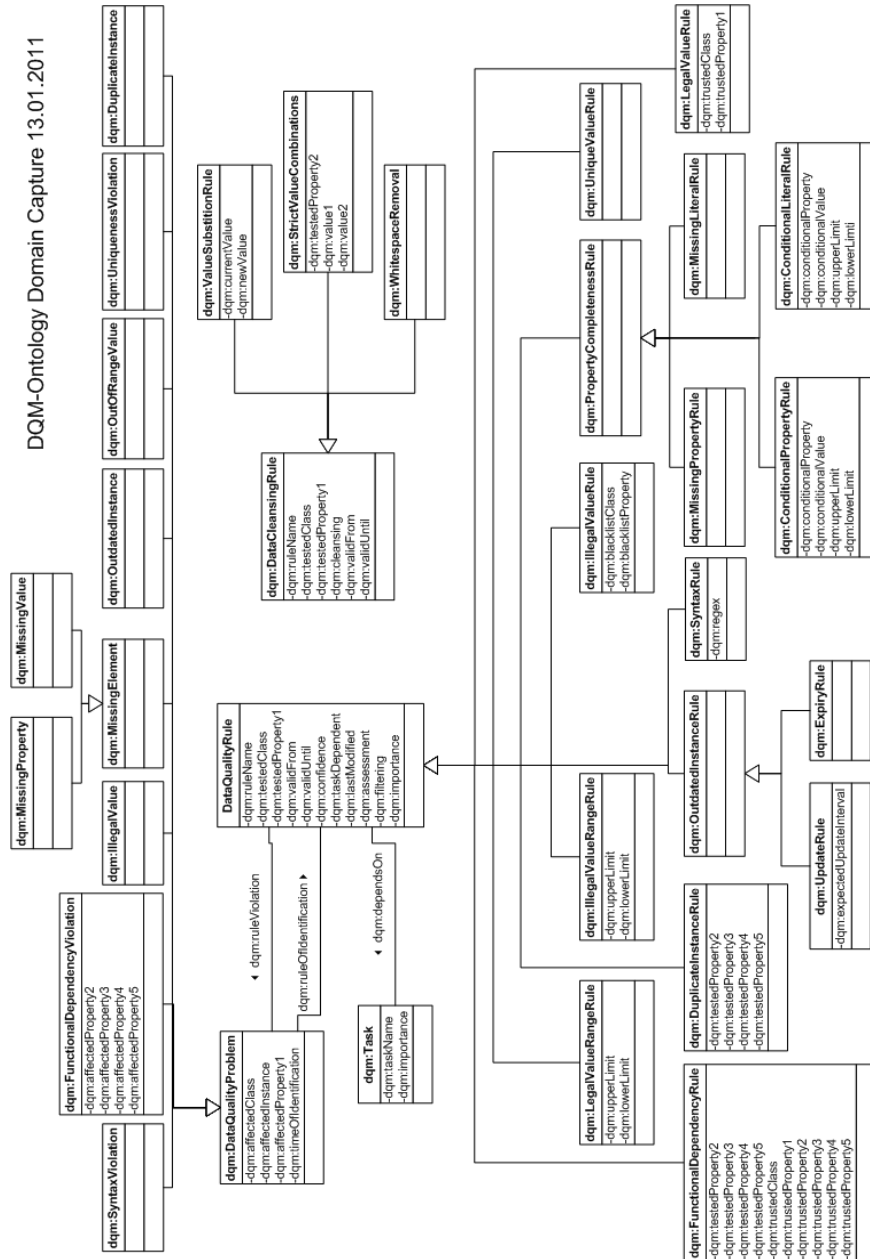 DQM-Ontology Domain Capture 13.01.2011
dqm:MissingProperty
dqm:MissingValue
dqm:SyntaxViolation
dqm:FunctionalDependencyViolation
-dqm:affectedProperty2
-dqm:affectedProperty3
-dqm:affectedProperty4
-dqm:affectedProperty5
dqm:IllegalValue
dqm:MissingElement
dqm:OutdatedInstance
dqm:OutOfRangeValue
dqm:UniquenessViolation
dqm:DuplicateInstance
dqm:DataQualityProblem
-dqm:affectedClass
-dqm:affectedInstance
-dqm:affectedProperty1
-dqm:timeOfIdentification
◄ dqm:ruleViolation
dqm:ruleOfIdentification ►
DataQualityRule
-dqm:ruleName
-dqm:testedClass
-dqm:testedProperty1
-dqm:validFrom
-dqm:validUntil
-dqm:confidence
-dqm:taskDependent
-dqm:lastModified
-dqm:assessment
-dqm:filtering
-dqm:importance
dqm:DataCleansingRule
-dqm:ruleName
-dqm:testedClass
-dqm:testedProperty1
-dqm:cleansing
-dqm:validFrom
-dqm:validUntil
dqm:ValueSubstitionRule
-dqm:currentValue
-dqm:newValue
dqm:StrictValueCombinations
-dqm:testedProperty2
-dqm:value1
-dqm:value2
dqm:WhitespaceRemoval
dqm:Task
-dqm:taskName
-dqm:importance
◄ dqm:dependsOn
dqm:LegalValueRangeRule
-dqm:upperLimit
-dqm:lowerLimit
dqm:IllegalValueRangeRule
-dqm:upperLimit
-dqm:lowerLimit
dqm:IllegalValueRule
-dqm:blacklistClass
-dqm:blacklistProperty
dqm:PropertyCompletenessRule
dqm:UniqueValueRule
dqm:FunctionalDependencyRule
-dqm:testedProperty2
-dqm:testedProperty3
-dqm:testedProperty4
-dqm:testedProperty5
-dqm:trustedClass
-dqm:trustedProperty1
-dqm:trustedProperty2
-dqm:trustedProperty3
-dqm:trustedProperty4
-dqm:trustedProperty5
dqm:DuplicateInstanceRule
-dqm:testedProperty2
-dqm:testedProperty3
-dqm:testedProperty4
-dqm:testedProperty5
dqm:OutdatedInstanceRule
dqm:SyntaxRule
-dqm:regex
dqm:MissingPropertyRule
dqm:MissingLiteralRule
dqm:LegalValueRule
-dqm:trustedClass
-dqm:trustedProperty1
dqm:UpdateRule
-dqm:expectedUpdateInterval
dqm:ExpiryRule
dqm:ConditionalPropertyRule
-dqm:conditionalProperty
-dqm:conditionalValue
-dqm:upperLimit
-dqm:lowerLimit
dqm:ConditionalLiteralRule
-dqm:conditionalProperty
-dqm:conditionalValue
-dqm:upperLimit
-dqm:lowerLimti